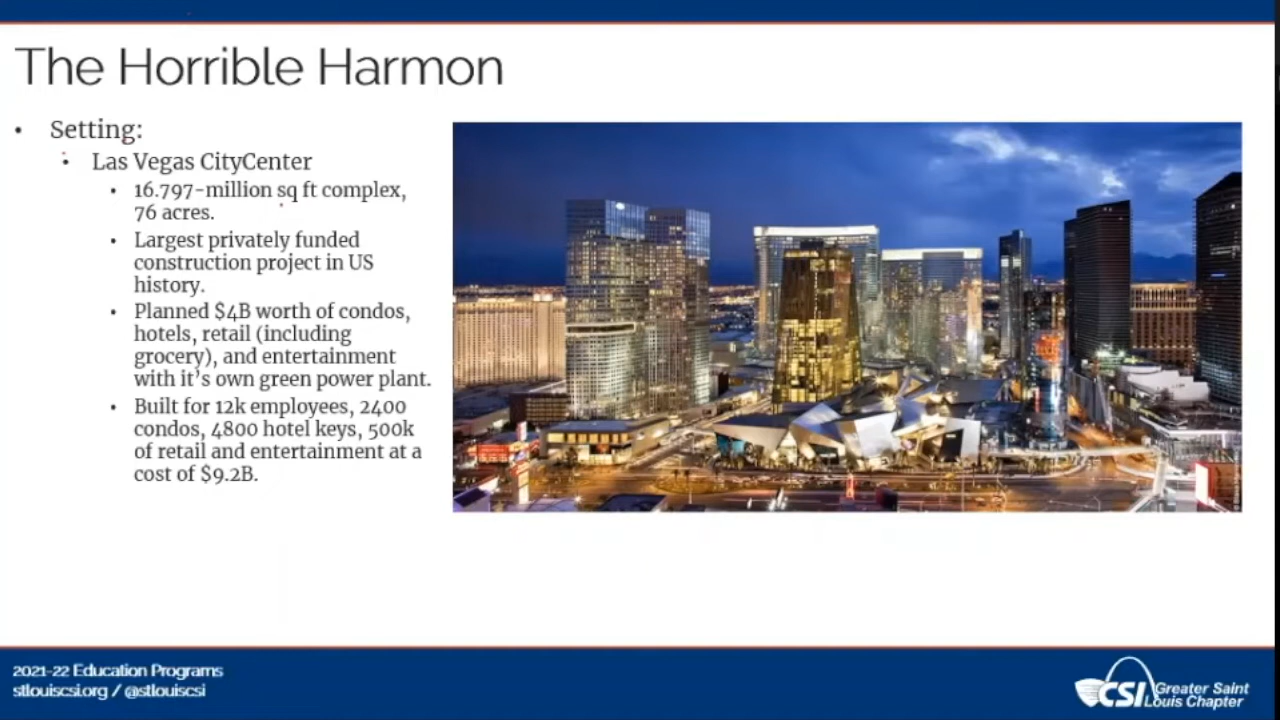 The Horrible Harmon
• Setting:
• Las Vegas CityCenter
• 16.797-million sq ft complex,
76 acres.
• Largest privately funded
construction project in US
history.
• Planned $4B worth of condos,
hotels, retail (including
grocery), and entertainment
with it's own green power plant.
• Built for 12k employees, 2400
condos, 4800 hotel keys, 500k
of retail and entertainment at a
cost of $9.2B.
2021-22 Education Programs
stlouiscsi.org / @stlouiscsi
CSI Greater Saint
Louis Chapter